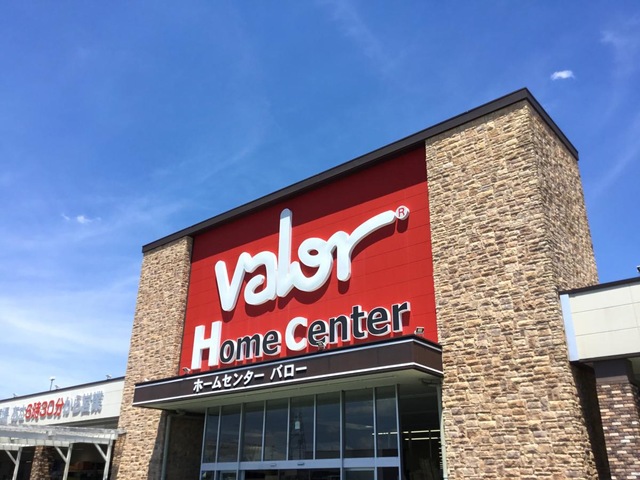 valor®
Home Center
ホームセンター バロー
6時30分から営業